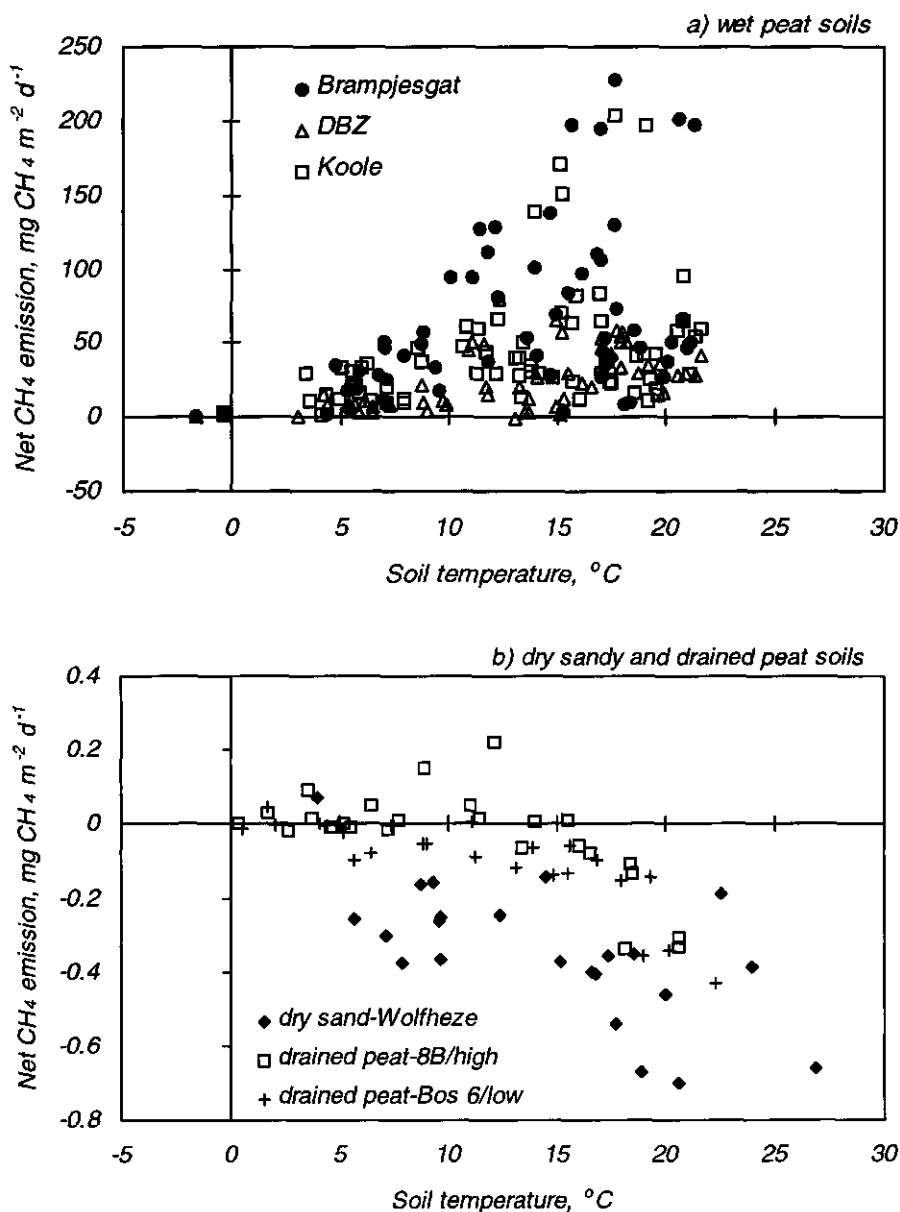 a) wet peat soils
250
200
150
100
50
0
-50
Net CH4 emission, mg CH4 m-2 d-1
Brampjesgat
DBZ
Koole
-5 0 5 10 15 20 25 30
Soil temperature, °C
b) dry sandy and drained peat soils
0.4
0.2
0
-0.2
-0.4
-0.6
-0.8
Net CH4 emission, mg CH4 m-2 d-1
dry sand-Wolfheze
drained peat-8B/high
drained peat-Bos 6/low
-5 0 5 10 15 20 25 30
Soil temperature, °C